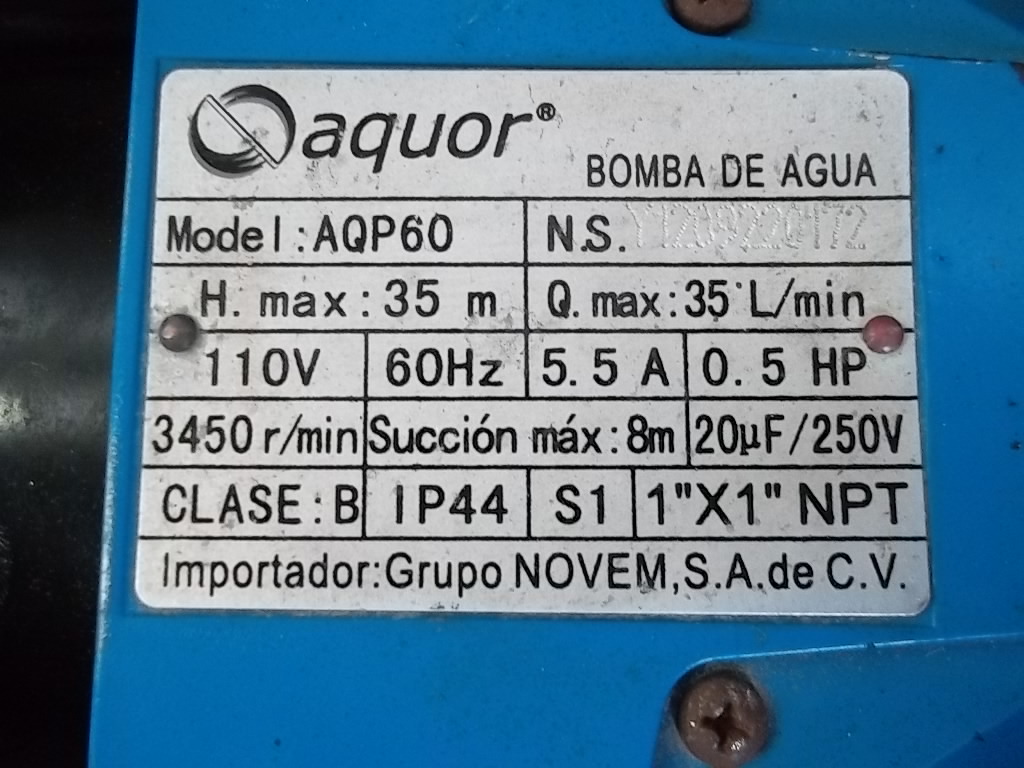 aquor®
BOMBA DE AGUA
Model:AQP60 N.S.
H. max:35 m Q. max:35 L/min
110V 60Hz 5.5 A 0.5 HP
3450 r/min Succión máx:8m 20µF/250V
CLASE:B IP44 S1 1"X1" NPT
Importador:Grupo NOVEM,S.A.de C.V.